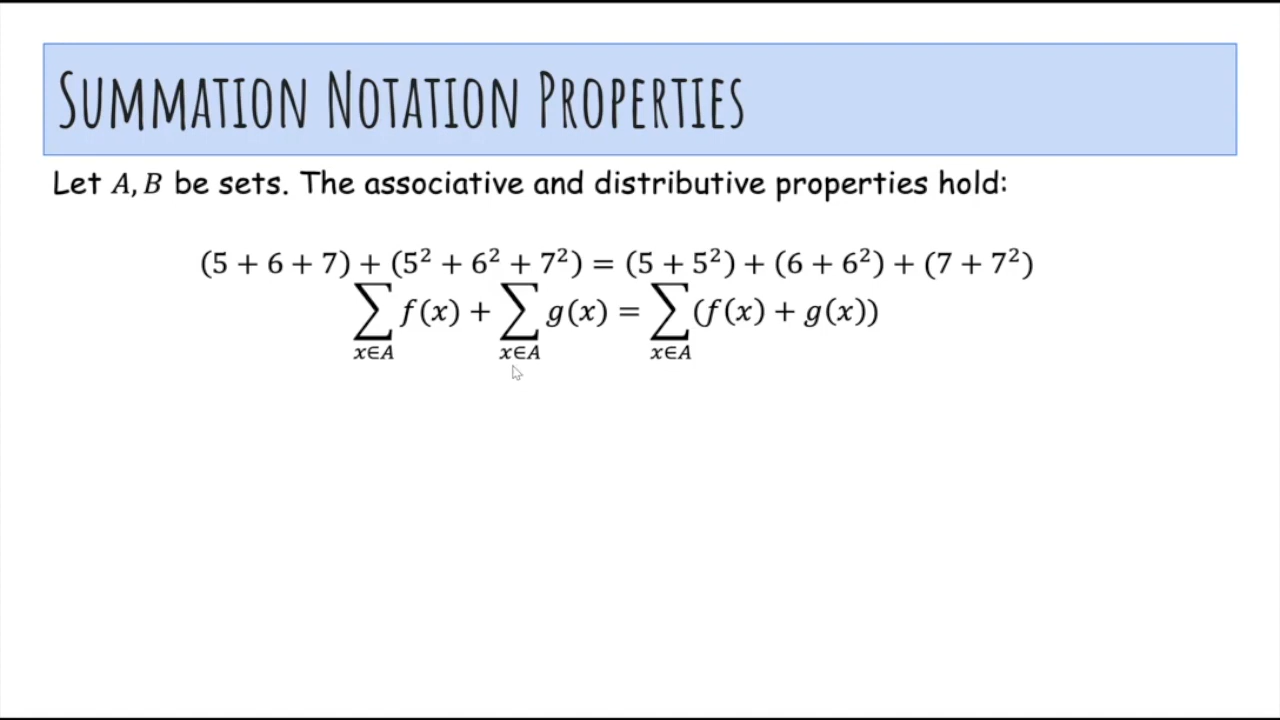 SUMMATION NOTATION PROPERTIES
Let A, B be sets. The associative and distributive properties hold:
(5 + 6 + 7) + (5² + 6² + 7²) = (5 + 5²) + (6 + 6²) + (7 + 7²)
∑ f(x) + ∑ g(x) = ∑ (f(x) + g(x))
x∈A x∈A x∈A